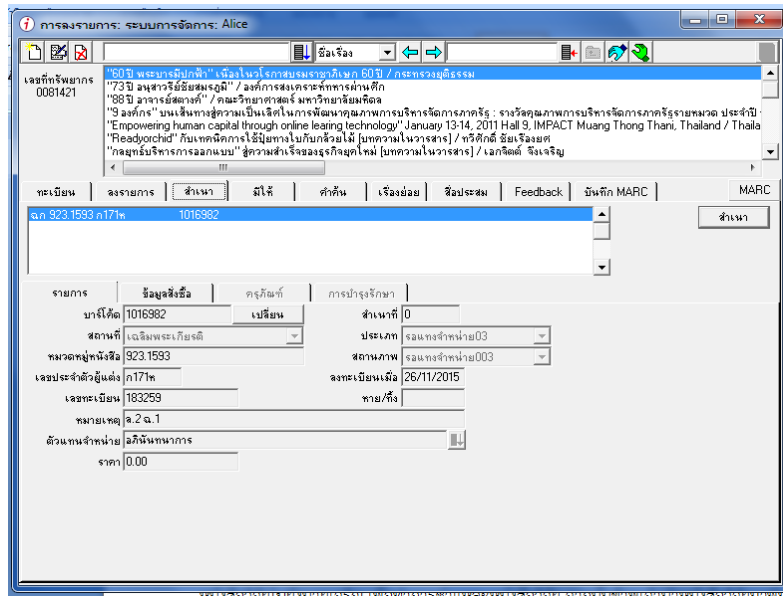 การลงรายการ: ระบบการจัดการ: Alice
ชื่อเรื่อง
เลขที่ทรัพยากร
0081421
"60 ปี พระบารมีปกฟ้า" เนื่องในวโรกาสบรมราชาภิเษก 60 ปี / กระทรวงยุติธรรม
"73 ปี อนุสาวรีย์ชัยสมรภูมิ" / องค์การสงเคราะห์ทหารผ่านศึก
"88 ปี อาจารย์สตางค์" / คณะวิทยาศาสตร์ มหาวิทยาลัยมหิดล
"9 องค์กร" บนเส้นทางสู่ความเป็นเลิศในการพัฒนาคุณภาพการบริหารจัดการภาครัฐ : รางวัลคุณภาพการบริหารจัดการภาครัฐรายหมวด ประจำปี
"Empowering human capital through online learing technology" January 13-14, 2011 Hall 9, IMPACT Muang Thong Thani, Thailand / Thaila
"Readyorchid" กับเทคนิคการใช้ปุ๋ยทางใบกับกล้วยไม้ [บทความในวารสาร] / ทวีศักดิ์ ชัยเรืองยศ
"กลยุทธ์บริหารการออกแบบ" สู่ความสำเร็จของธุรกิจยุคใหม่ [บทความในวารสาร] / เอกจิตต์ จึงเจริญ
ทะเบียน ลงรายการ สำเนา มีให้ คำค้น เรื่องย่อย สื่อประสม Feedback บันทึก MARC MARC
ฉก 923.1593 ก171ห 1016982 สำเนา
รายการ ข้อมูลสั่งซื้อ ครุภัณฑ์ การบำรุงรักษา
บาร์โค้ด 1016982 เปลี่ยน สำเนาที่ 0
สถานที่ เฉลิมพระเกียรติ ประเภท รอแทงจำหน่าย03
หมวดหมู่หนังสือ 923.1593 สถานภาพ รอแทงจำหน่าย003
เลขประจำตัวผู้แต่ง ก171ห ลงทะเบียนเมื่อ 26/11/2015
เลขทะเบียน 183259 หาย/ทิ้ง
หมายเหตุ ล.2 ฉ.1
ตัวแทนจำหน่าย อภินันทนาการ
ราคา 0.00